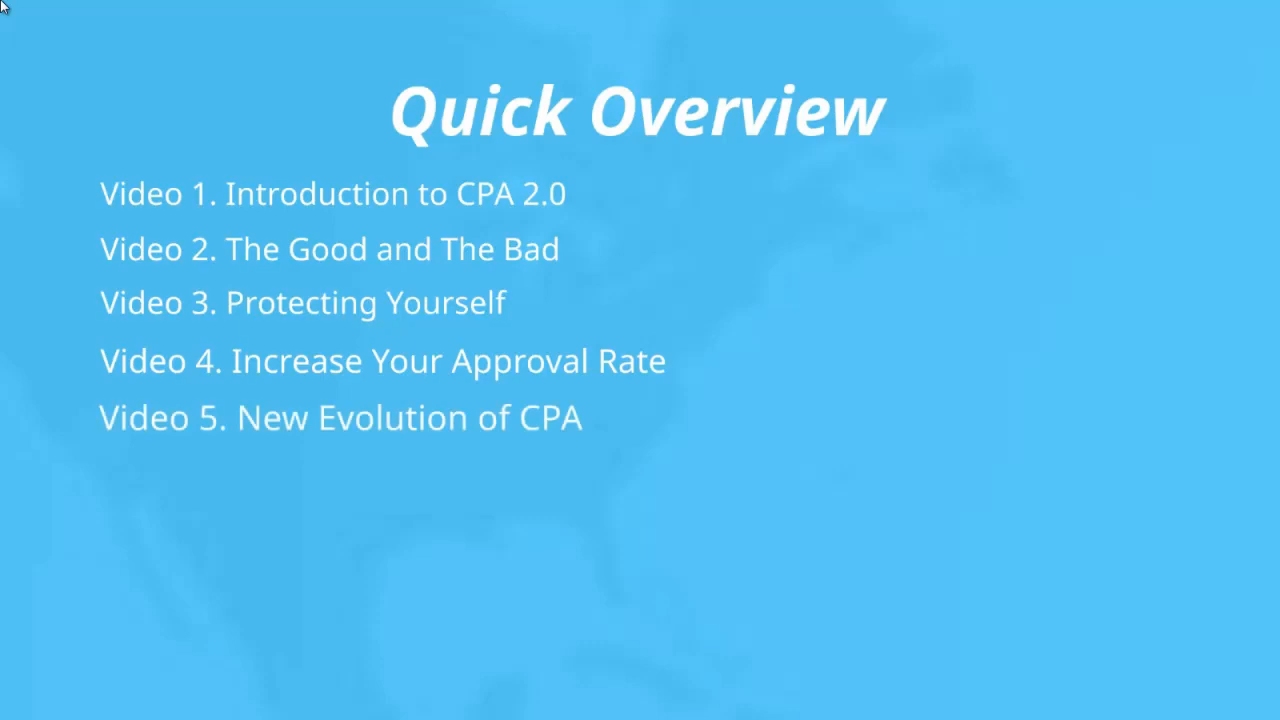 Quick Overview
Video 1. Introduction to CPA 2.0
Video 2. The Good and The Bad
Video 3. Protecting Yourself
Video 4. Increase Your Approval Rate
Video 5. New Evolution of CPA